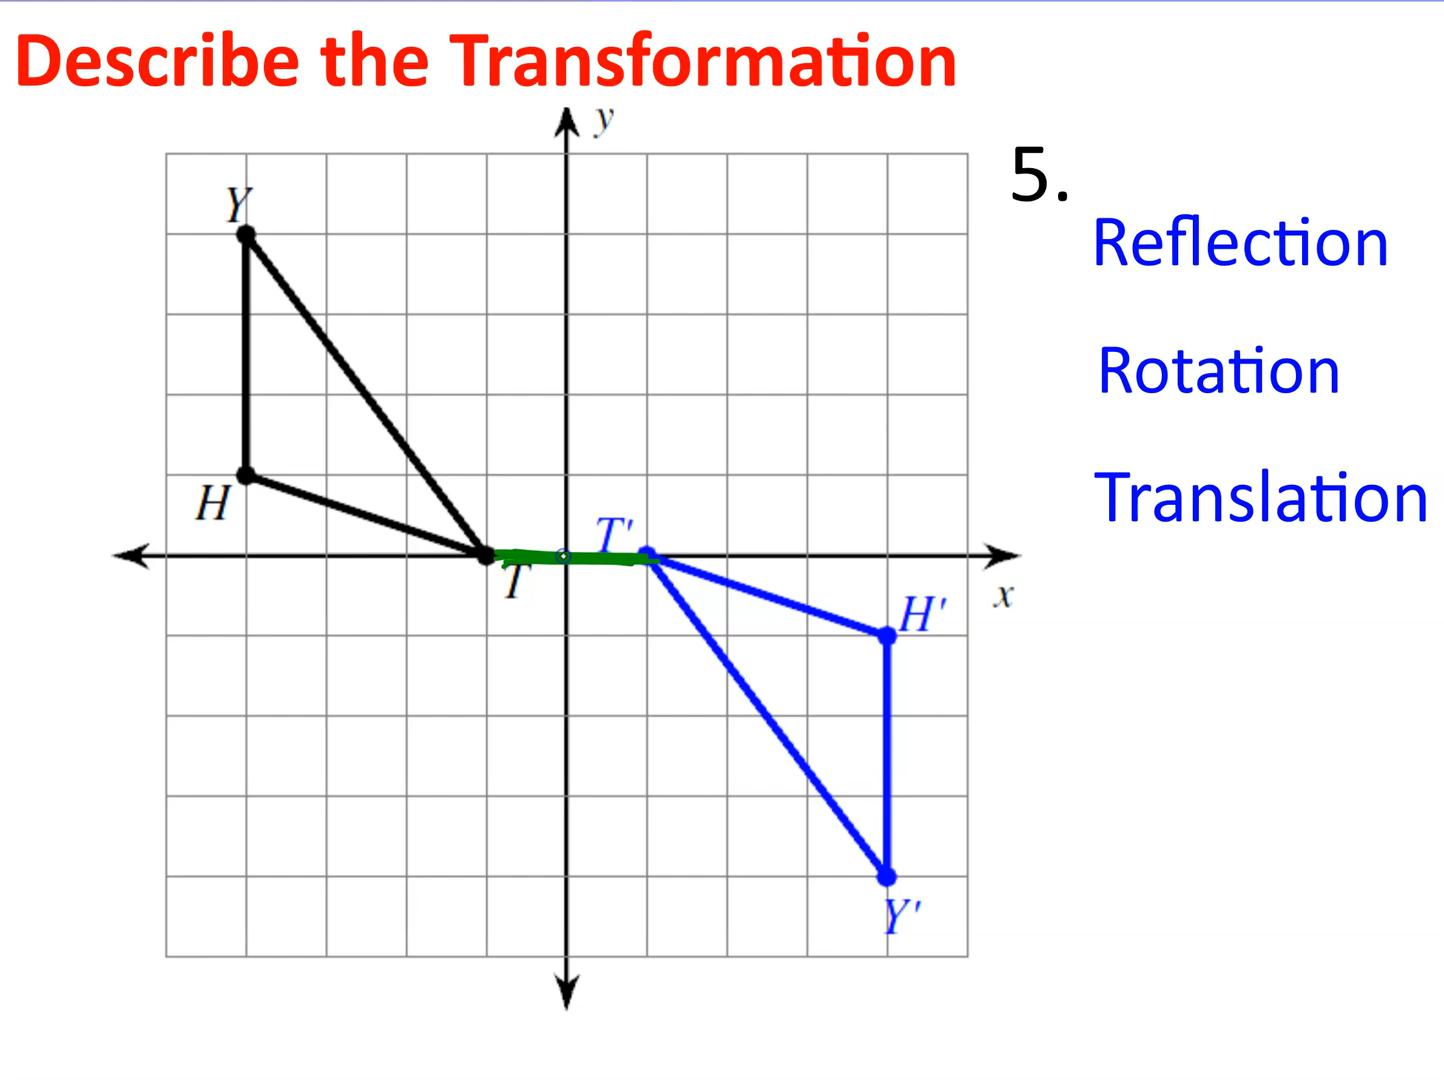 Describe the Transformation
y
5.
Y
Reflection
Rotation
H
Translation
T'
T
x
H'
Y'